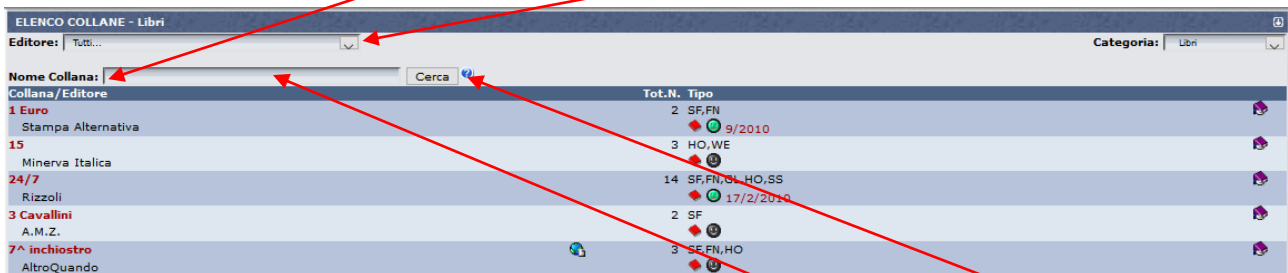 ELENCO COLLANE - Libri
Editore: Tutti... Categoria: Libri
Nome Collana: Cerca
Collana/Editore Tot.N. Tipo
1 Euro 2 SF,FN
Stampa Alternativa 9/2010
15 3 HO,WE
Minerva Italica
24/7 14 SF,FN,GL,HO,SS
Rizzoli 17/2/2010
3 Cavallini 2 SF
A.M.Z.
7^ inchiostro 3 SF,FN,HO
AltroQuando